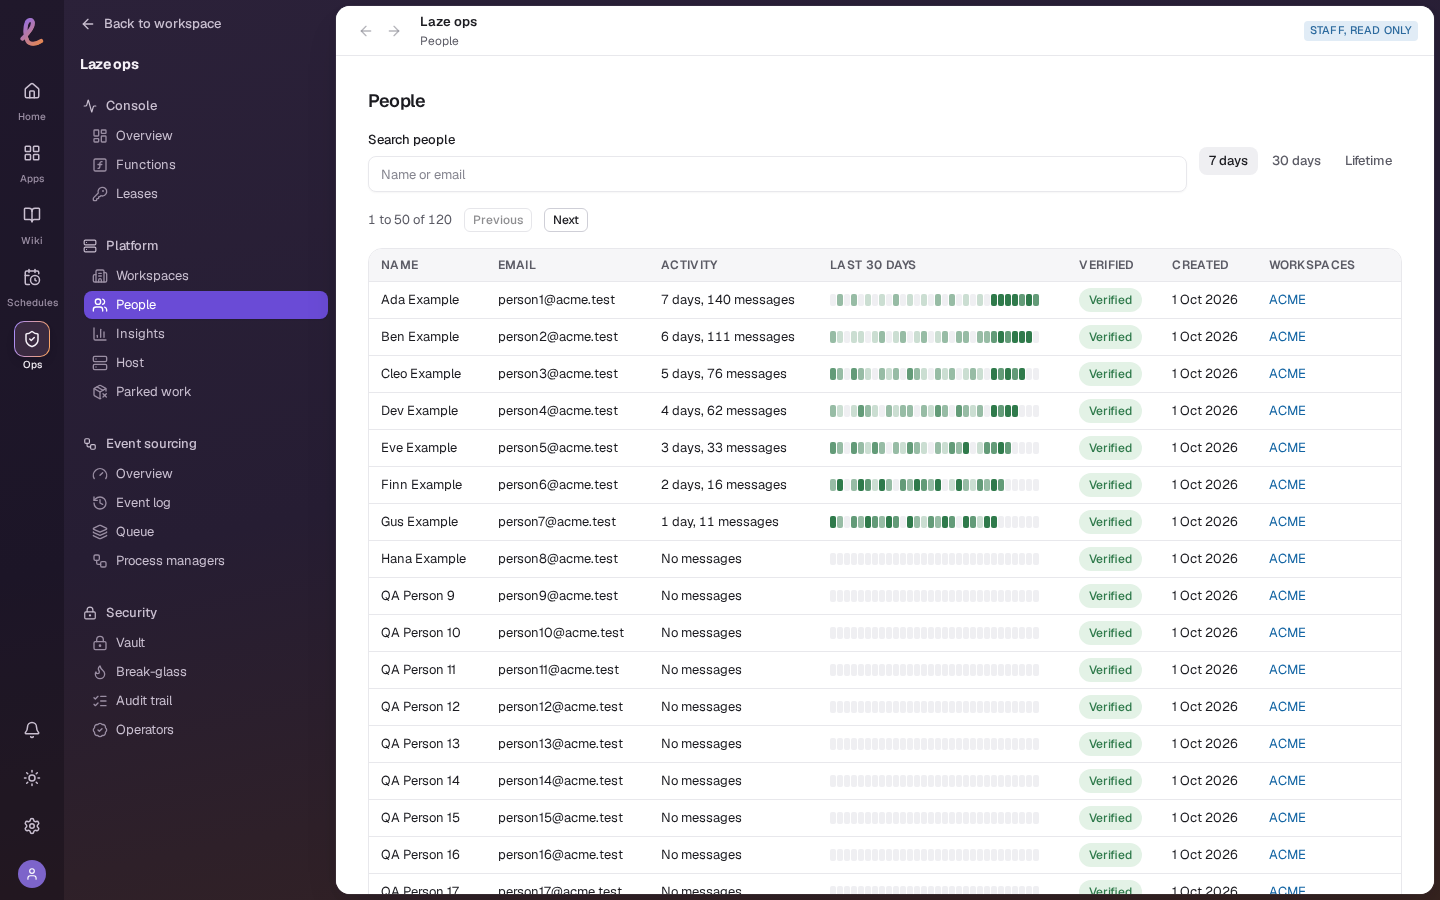 Back to workspace
Laze ops
Home
Apps
Wiki
Schedules
Ops
Console
Overview
Functions
Leases
Platform
Workspaces
People
Insights
Host
Parked work
Event sourcing
Overview
Event log
Queue
Process managers
Security
Vault
Break-glass
Audit trail
Operators
Laze ops
People
STAFF, READ ONLY
People
Search people
Name or email
7 days 30 days Lifetime
1 to 50 of 120 Previous Next
NAME EMAIL ACTIVITY LAST 30 DAYS VERIFIED CREATED WORKSPACES
Ada Example person1@acme.test 7 days, 140 messages Verified 1 Oct 2026 ACME
Ben Example person2@acme.test 6 days, 111 messages Verified 1 Oct 2026 ACME
Cleo Example person3@acme.test 5 days, 76 messages Verified 1 Oct 2026 ACME
Dev Example person4@acme.test 4 days, 62 messages Verified 1 Oct 2026 ACME
Eve Example person5@acme.test 3 days, 33 messages Verified 1 Oct 2026 ACME
Finn Example person6@acme.test 2 days, 16 messages Verified 1 Oct 2026 ACME
Gus Example person7@acme.test 1 day, 11 messages Verified 1 Oct 2026 ACME
Hana Example person8@acme.test No messages Verified 1 Oct 2026 ACME
QA Person 9 person9@acme.test No messages Verified 1 Oct 2026 ACME
QA Person 10 person10@acme.test No messages Verified 1 Oct 2026 ACME
QA Person 11 person11@acme.test No messages Verified 1 Oct 2026 ACME
QA Person 12 person12@acme.test No messages Verified 1 Oct 2026 ACME
QA Person 13 person13@acme.test No messages Verified 1 Oct 2026 ACME
QA Person 14 person14@acme.test No messages Verified 1 Oct 2026 ACME
QA Person 15 person15@acme.test No messages Verified 1 Oct 2026 ACME
QA Person 16 person16@acme.test No messages Verified 1 Oct 2026 ACME
QA Person 17 person17@acme.test No messages Verified 1 Oct 2026 ACME